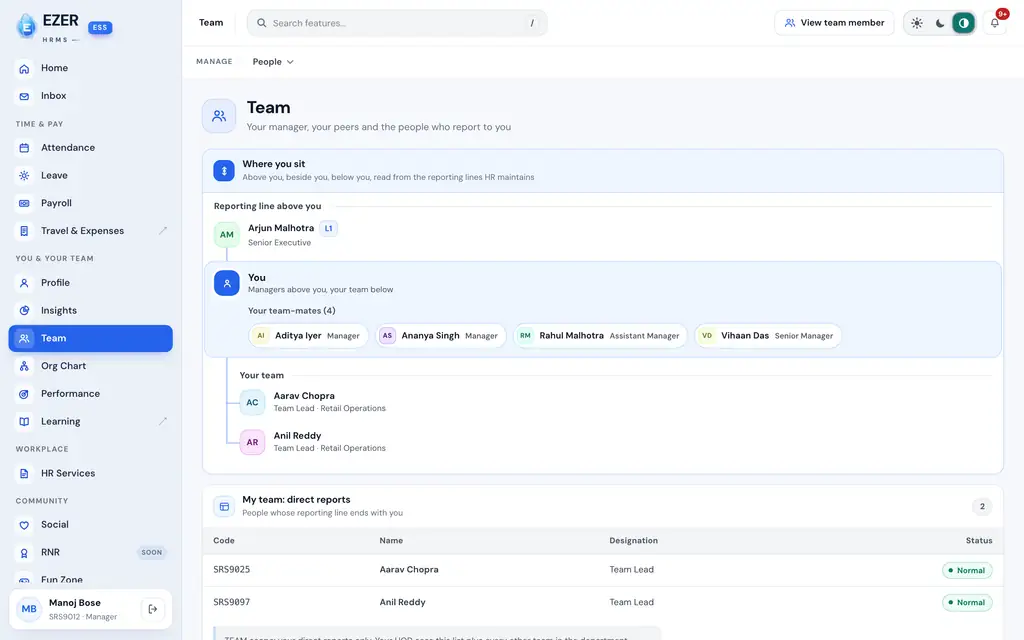 EZER
HRMS
ESS
Home
Inbox
TIME & PAY
Attendance
Leave
Payroll
Travel & Expenses
YOU & YOUR TEAM
Profile
Insights
Team
Org Chart
Performance
Learning
WORKPLACE
HR Services
COMMUNITY
Social
RNR SOON
Fun Zone
MB Manoj Bose
SRS9012 · Manager
Team
Search features... /
View team member
9+
MANAGE People
Team
Your manager, your peers and the people who report to you
Where you sit
Above you, beside you, below you, read from the reporting lines HR maintains
Reporting line above you
AM Arjun Malhotra L1
Senior Executive
You
Managers above you, your team below
Your team-mates (4)
AI Aditya Iyer Manager AS Ananya Singh Manager RM Rahul Malhotra Assistant Manager VD Vihaan Das Senior Manager
Your team
AC Aarav Chopra
Team Lead · Retail Operations
AR Anil Reddy
Team Lead · Retail Operations
My team: direct reports
People whose reporting line ends with you
2
Code Name Designation Status
SRS9025 Aarav Chopra Team Lead Normal
SRS9097 Anil Reddy Team Lead Normal